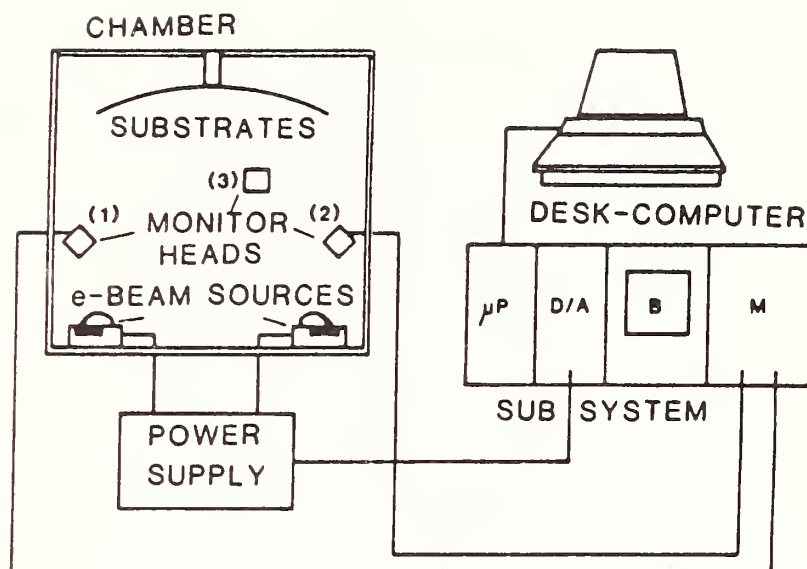 CHAMBER
SUBSTRATES
(3)
(1) MONITOR (2)
HEADS
e-BEAM SOURCES
POWER
SUPPLY
DESK-COMPUTER
μP D/A B M
SUB SYSTEM